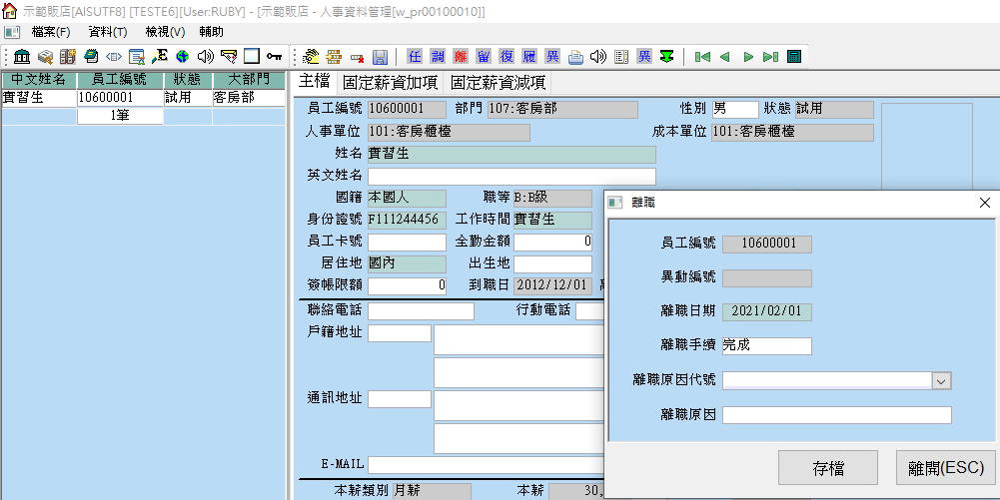 示範販店[AISUTF8] [TESTE6][User:RUBY] - [示範販店 - 人事資料管理[w_pr00100010]]
檔案(F) 資料(T) 檢視(V) 輔助
任 調 離 留 復 履 異 異
中文姓名 員工編號 狀態 大部門
實習生 10600001 試用 客房部
1筆
主檔 固定薪資加項 固定薪資減項
員工編號 10600001 部門 107:客房部 性別 男 狀態 試用
人事單位 101:客房櫃檯 成本單位 101:客房櫃檯
姓名 實習生
英文姓名
國籍 本國人 職等 B:B級
身份證號 F111244456 工作時間 實習生
員工卡號 全勤金額 0
居住地 國內 出生地
簽帳限額 0 到職日 2012/12/01
聯絡電話 行動電話
戶籍地址
通訊地址
E-MAIL
本薪類別 月薪 本薪 30,
離職
員工編號 10600001
異動編號
離職日期 2021/02/01
離職手續 完成
離職原因代號
離職原因
存檔 離開(ESC)